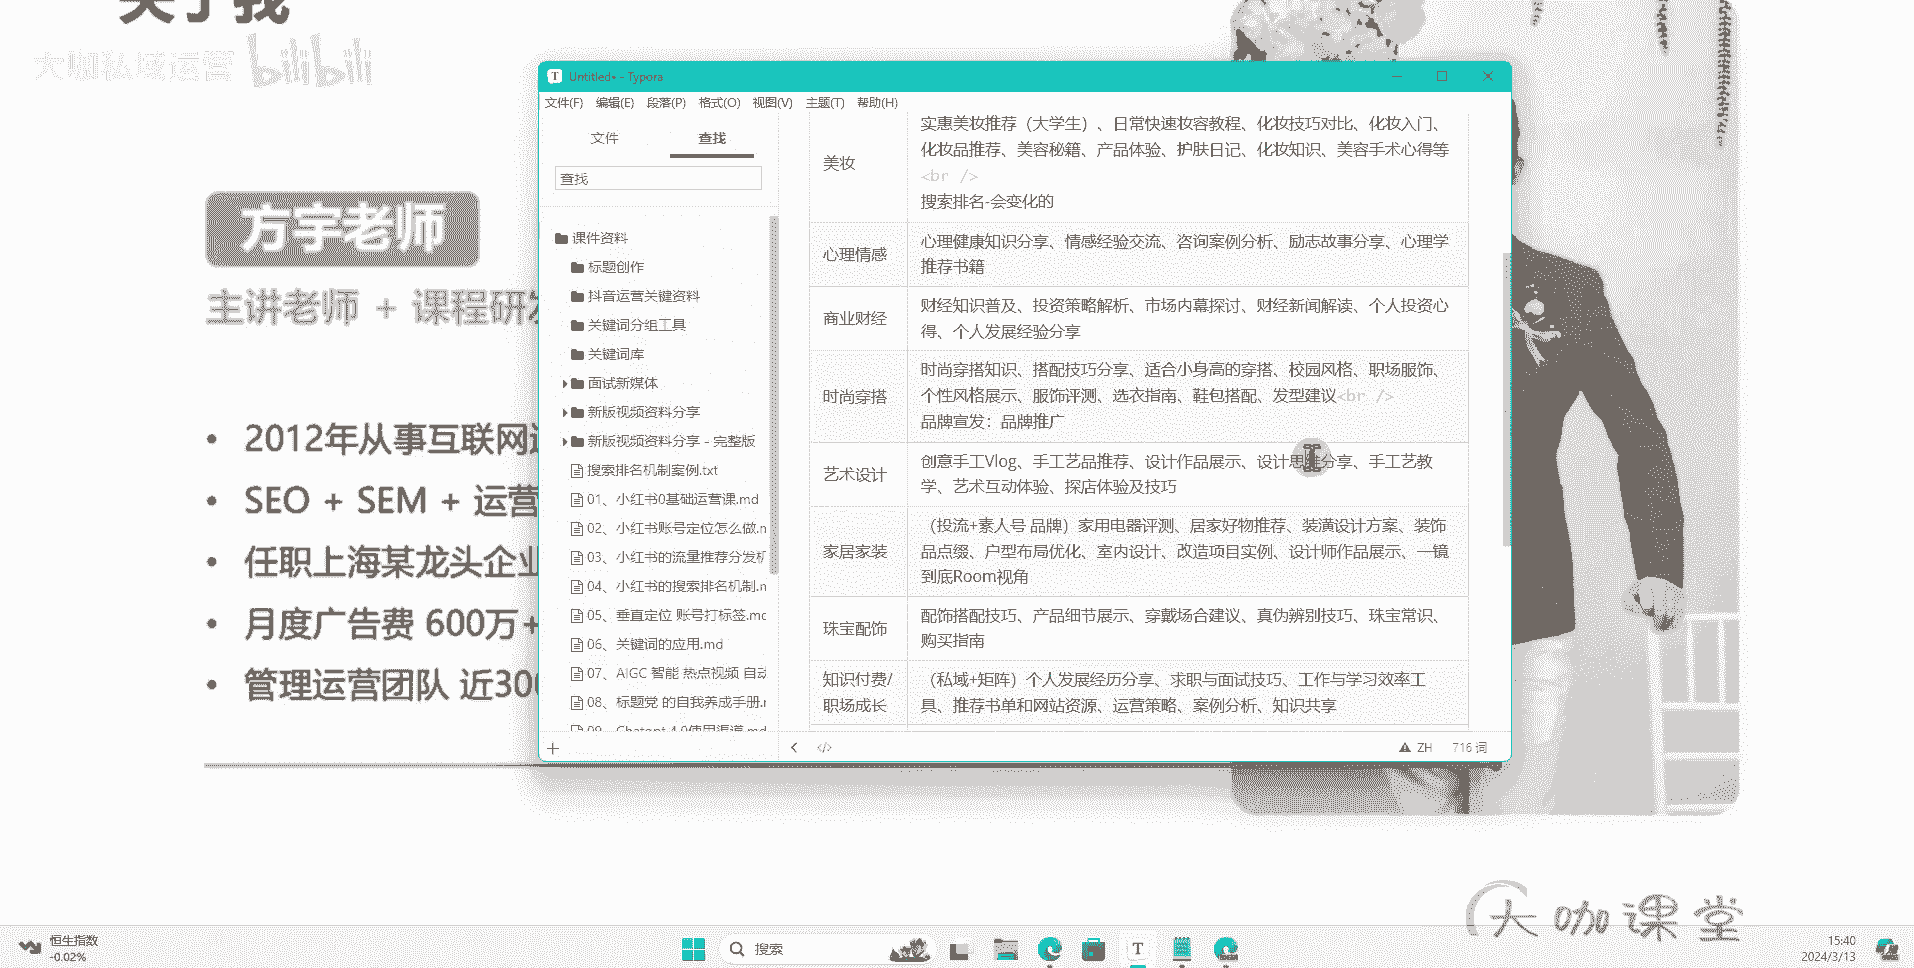 关于我
大咖私域运营 bilibili
方宇老师
主讲老师 + 课程研发
2012年从事互联网
SEO + SEM + 运营
任职上海某龙头企业
月度广告费 600万+
管理运营团队 近300
Untitled• - Typora
文件(F) 编辑(E) 段落(P) 格式(O) 视图(V) 主题(T) 帮助(H)
文件 查找
查找
课件资料
标题创作
抖音运营关键资料
关键词分组工具
关键词库
面试新媒体
新版视频资料分享
新版视频资料分享 - 完整版
搜索排名机制案例.txt
01、小红书0基础运营课.md
02、小红书账号定位怎么做.m
03、小红书的流量推荐分发机
04、小红书的搜索排名机制.m
05、垂直定位 账号打标签.mc
06、关键词的应用.md
07、AIGC 智能 热点视频 自动
08、标题党 的自我养成手册.r
09、Chatgpt 4.0使用渠道.md
美妆
实惠美妆推荐（大学生）、日常快速妆容教程、化妆技巧对比、化妆入门、
化妆品推荐、美容秘籍、产品体验、护肤日记、化妆知识、美容手术心得等
<br />
搜索排名-会变化的
心理情感
心理健康知识分享、情感经验交流、咨询案例分析、励志故事分享、心理学
推荐书籍
商业财经
财经知识普及、投资策略解析、市场内幕探讨、财经新闻解读、个人投资心
得、个人发展经验分享
时尚穿搭
时尚穿搭知识、搭配技巧分享、适合小身高的穿搭、校园风格、职场服饰、
个性风格展示、服饰评测、选衣指南、鞋包搭配、发型建议<br />
品牌宣发：品牌推广
艺术设计
创意手工Vlog、手工艺品推荐、设计作品展示、设计思维分享、手工艺教
学、艺术互动体验、探店体验及技巧
家居家装
（投流+素人号 品牌）家用电器评测、居家好物推荐、装潢设计方案、装饰
品点缀、户型布局优化、室内设计、改造项目实例、设计师作品展示、一镜
到底Room视角
珠宝配饰
配饰搭配技巧、产品细节展示、穿戴场合建议、真伪辨别技巧、珠宝常识、
购买指南
知识付费/
职场成长
（私域+矩阵）个人发展经历分享、求职与面试技巧、工作与学习效率工
具、推荐书单和网站资源、运营策略、案例分析、知识共享
ZH 716 词
大咖课堂
恒生指数
-0.02%
搜索
15:40
2024/3/13